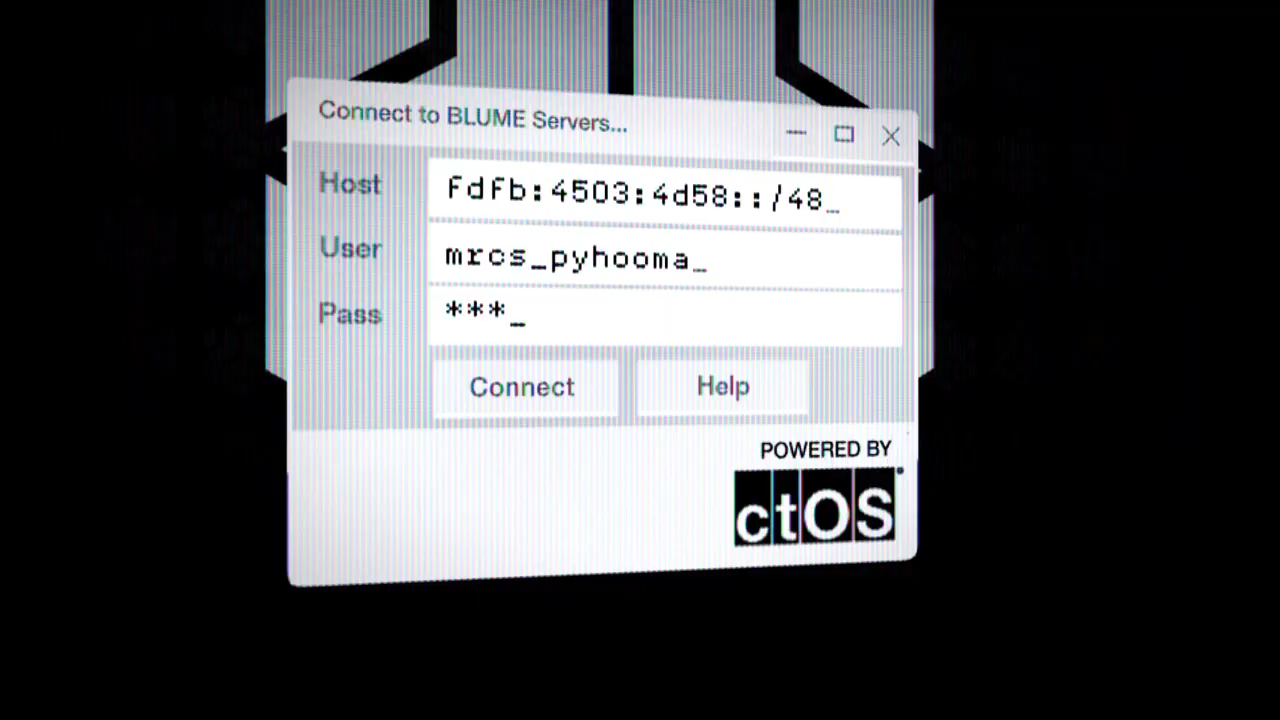 Connect to BLUME Servers...
Host fdfb:4503:4d58::/48_
User mrcs_pyhooma_
Pass ***_
Connect Help
POWERED BY
ctOS